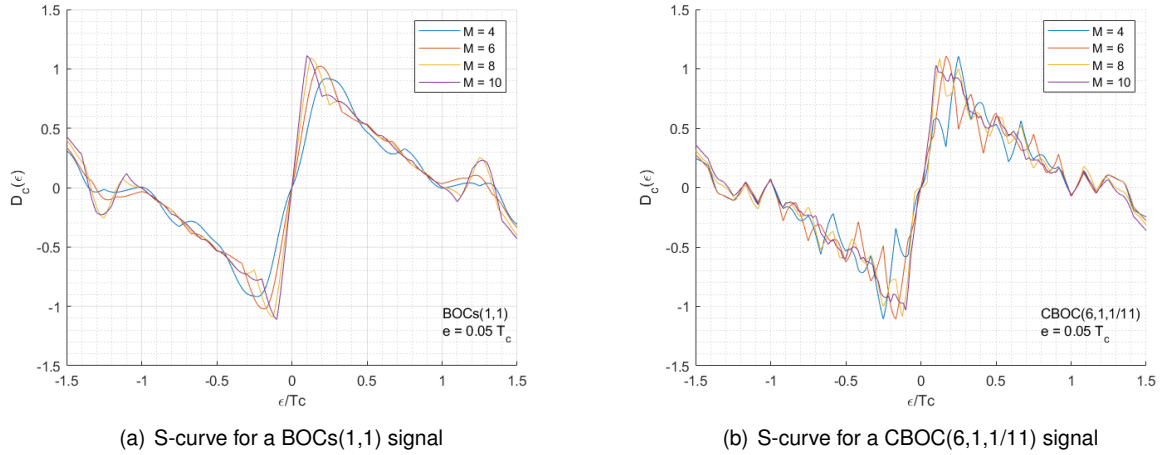 M = 4
M = 6
M = 8
M = 10
1.5
1
0.5
0
-0.5
-1
-1.5
D_c(ϵ)
BOCs(1,1)
e = 0.05 T_c
-1.5 -1 -0.5 0 0.5 1 1.5
ϵ/Tc
(a) S-curve for a BOCs(1,1) signal
M = 4
M = 6
M = 8
M = 10
1.5
1
0.5
0
-0.5
-1
-1.5
D_c(ϵ)
CBOC(6,1,1/11)
e = 0.05 T_c
-1.5 -1 -0.5 0 0.5 1 1.5
ϵ/Tc
(b) S-curve for a CBOC(6,1,1/11) signal